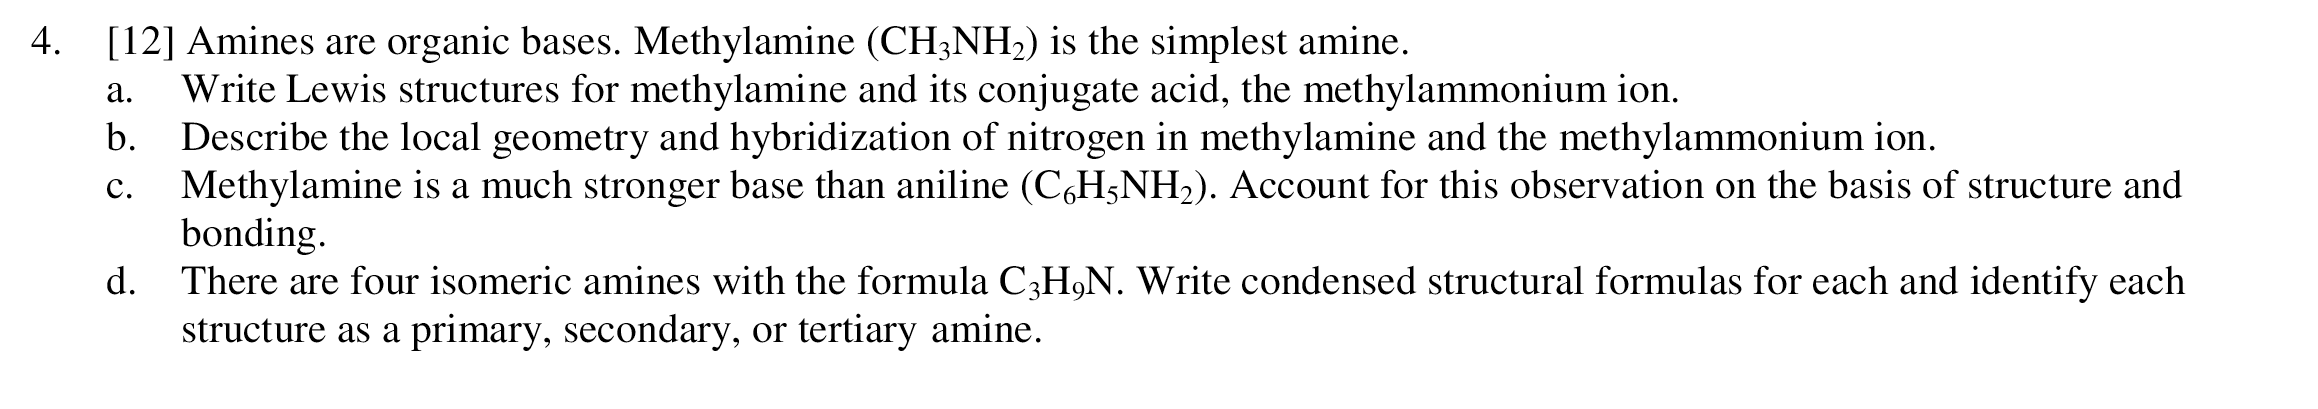 4. [12] Amines are organic bases. Methylamine (CH₃NH₂) is the simplest amine.
a. Write Lewis structures for methylamine and its conjugate acid, the methylammonium ion.
b. Describe the local geometry and hybridization of nitrogen in methylamine and the methylammonium ion.
c. Methylamine is a much stronger base than aniline (C₆H₅NH₂). Account for this observation on the basis of structure and
bonding.
d. There are four isomeric amines with the formula C₃H₉N. Write condensed structural formulas for each and identify each
structure as a primary, secondary, or tertiary amine.